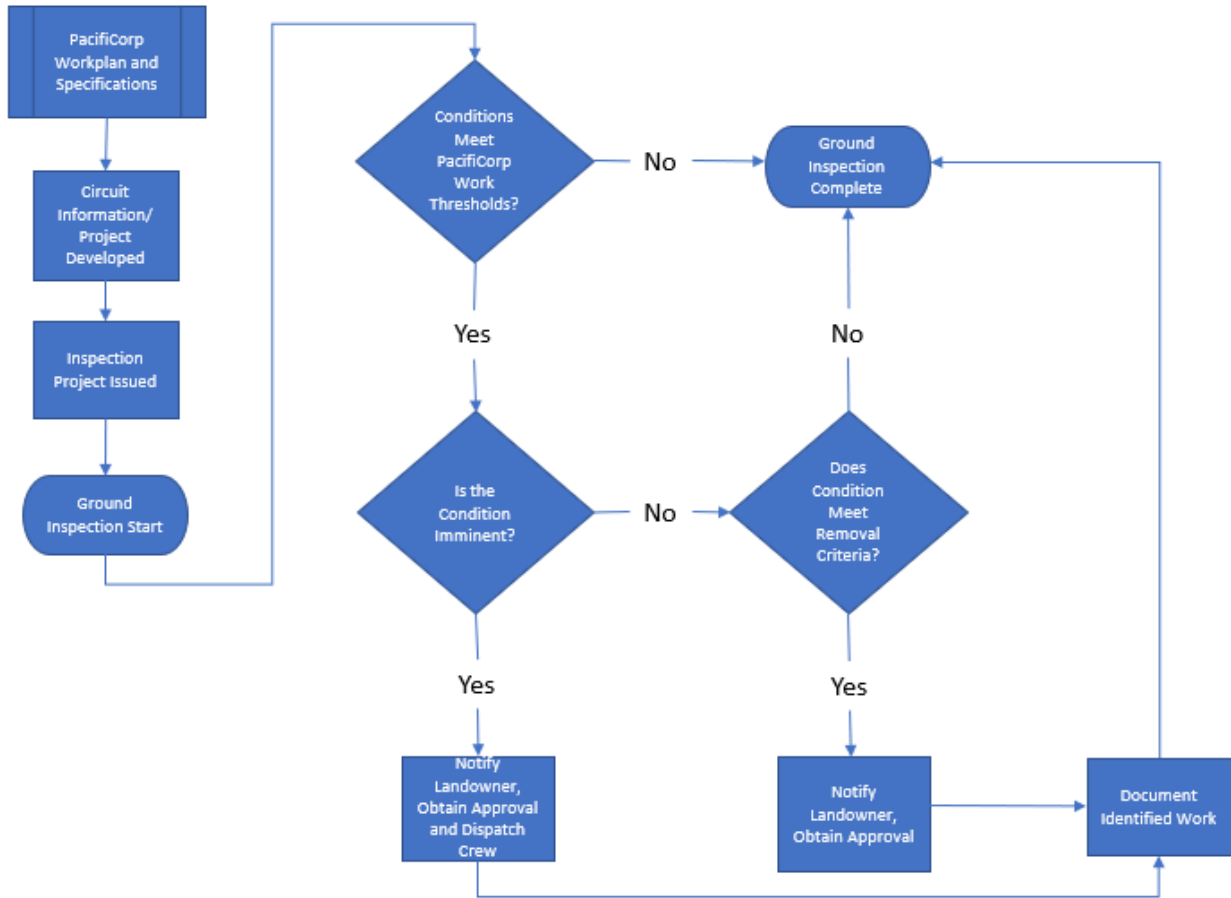 PacifiCorp
Workplan and
Specifications
Circuit
Information/
Project
Developed
Inspection
Project Issued
Ground
Inspection Start
Conditions
Meet
PacifiCorp
Work
Thresholds?
No
Ground
Inspection
Complete
Yes
No
Is the
Condition
Imminent?
No
Does
Condition
Meet
Removal
Criteria?
Yes
Yes
Notify
Landowner,
Obtain Approval
and Dispatch
Crew
Notify
Landowner,
Obtain Approval
Document
Identified Work